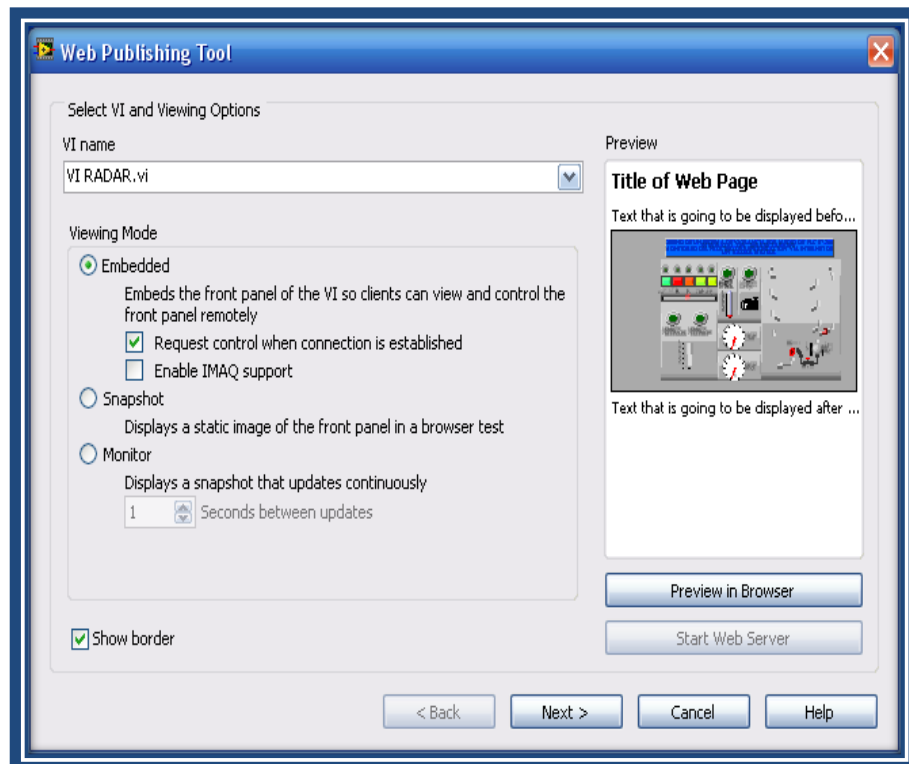 Web Publishing Tool
Select VI and Viewing Options
VI name
VI RADAR.vi
Viewing Mode
Embedded
Embeds the front panel of the VI so clients can view and control the
front panel remotely
Request control when connection is established
Enable IMAQ support
Snapshot
Displays a static image of the front panel in a browser test
Monitor
Displays a snapshot that updates continuously
1 Seconds between updates
Show border
Preview
Title of Web Page
Text that is going to be displayed befo...
Text that is going to be displayed after ...
Preview in Browser
Start Web Server
< Back
Next >
Cancel
Help